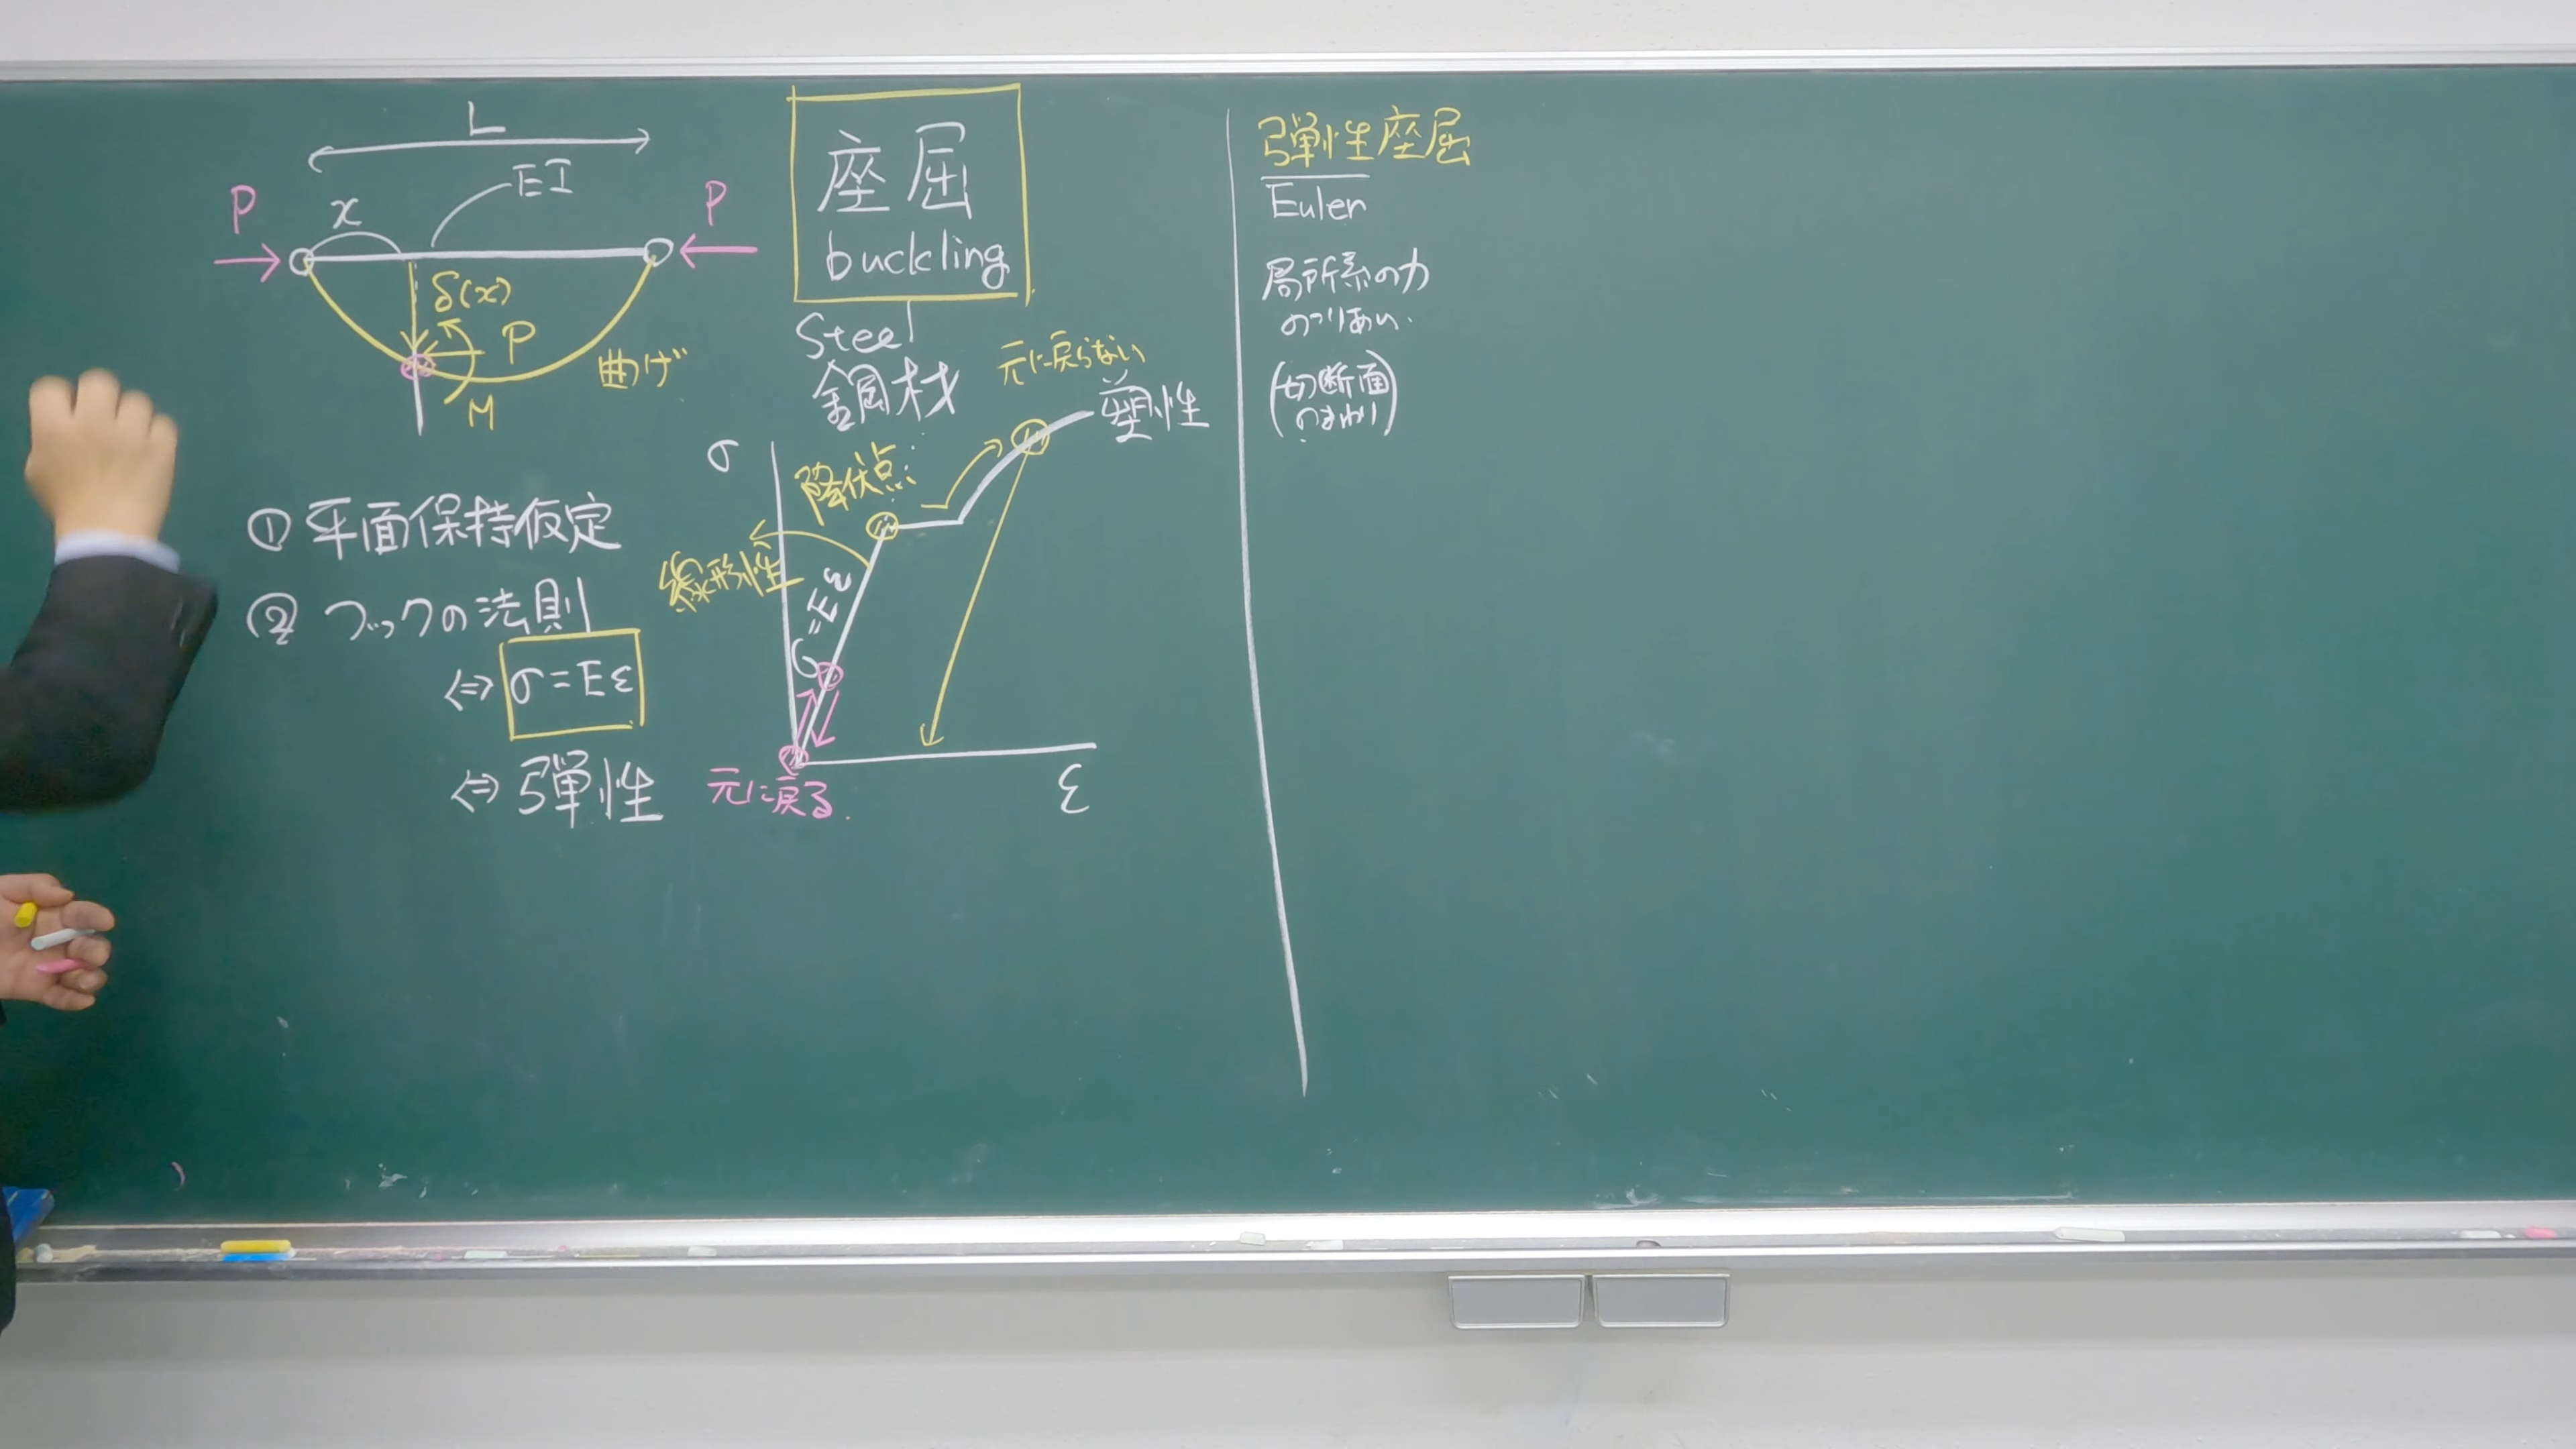 L
EI
P
x
P
δ(x)
P
曲げ
M
座屈
buckling
Steel
鋼材
① 平面保持仮定
② フックの法則
⇔ σ=Eε
⇔ 弾性
σ
降伏点
元に戻らない
塑性
線形性
σ=Eε
元に戻る.
ε
弾性座屈
Euler
局所系の力
のつりあい.
(切断面
のまわり)